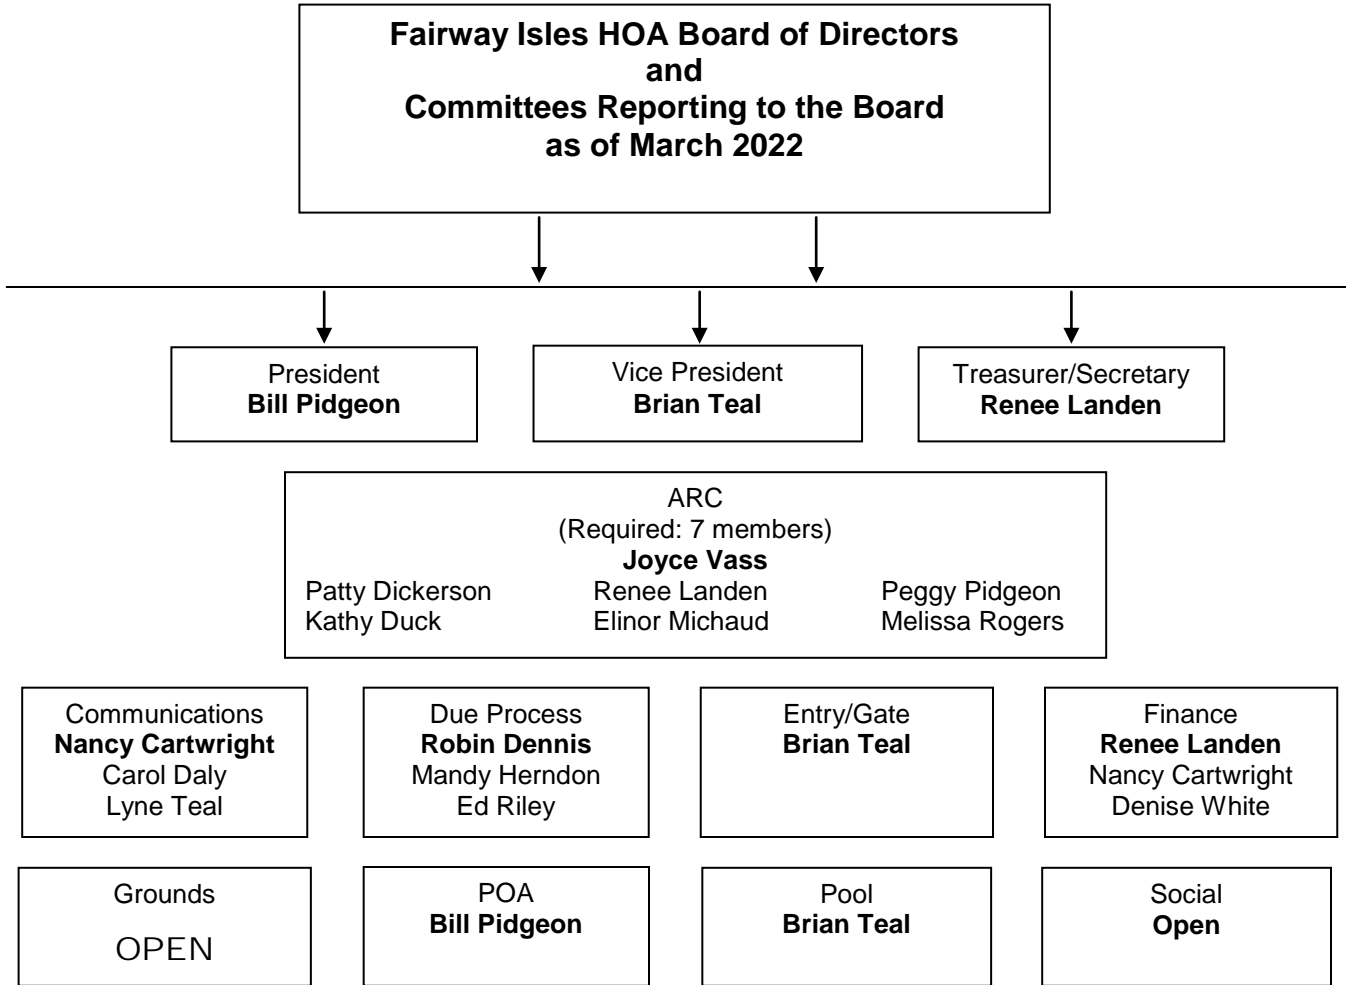 Fairway Isles HOA Board of Directors
and
Committees Reporting to the Board
as of March 2022
President
Bill Pidgeon
Vice President
Brian Teal
Treasurer/Secretary
Renee Landen
ARC
(Required: 7 members)
Joyce Vass
Patty Dickerson Renee Landen Peggy Pidgeon
Kathy Duck Elinor Michaud Melissa Rogers
Communications
Nancy Cartwright
Carol Daly
Lyne Teal
Due Process
Robin Dennis
Mandy Herndon
Ed Riley
Entry/Gate
Brian Teal
Finance
Renee Landen
Nancy Cartwright
Denise White
Grounds
OPEN
POA
Bill Pidgeon
Pool
Brian Teal
Social
Open